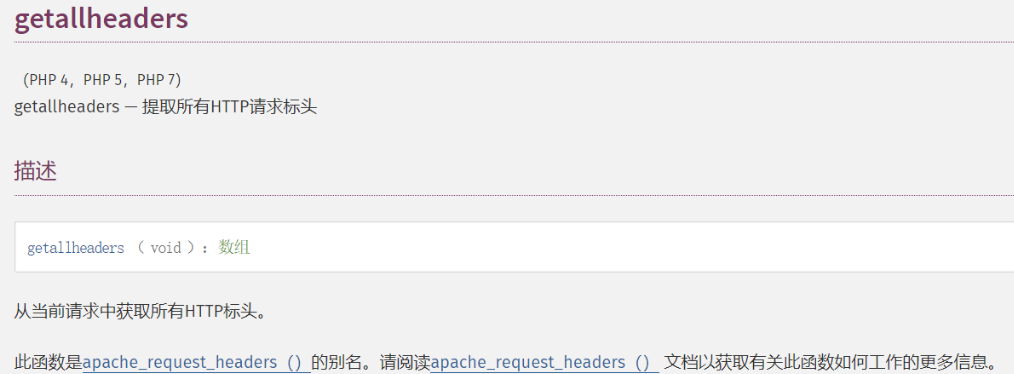 getallheaders
（PHP 4，PHP 5，PHP 7）
getallheaders — 提取所有HTTP请求标头
描述
getallheaders （ void ）： 数组
从当前请求中获取所有HTTP标头。
此函数是apache_request_headers（）的别名。请阅读apache_request_headers（） 文档以获取有关此函数如何工作的更多信息。